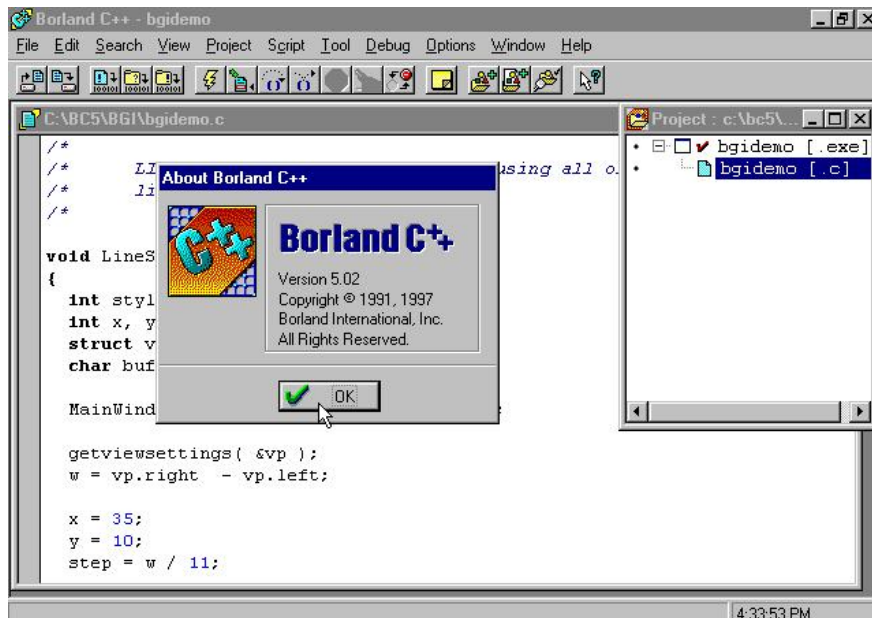 Borland C++ - bgidemo
File Edit Search View Project Script Tool Debug Options Window Help
C:\BC5\BGI\bgidemo.c
/*
/* using all
/* li
/*
void LineS
{
int styl
int x, y
struct v
char buf
MainWind
getviewsettings( &vp );
w = vp.right - vp.left;
x = 35;
y = 10;
step = w / 11;
About Borland C++
C++
Borland C++
Version 5.02
Copyright © 1991, 1997
Borland International, Inc.
All Rights Reserved.
OK
Project : c:\bc5\...
bgidemo [.exe]
bgidemo [.c]
4:33:53 PM